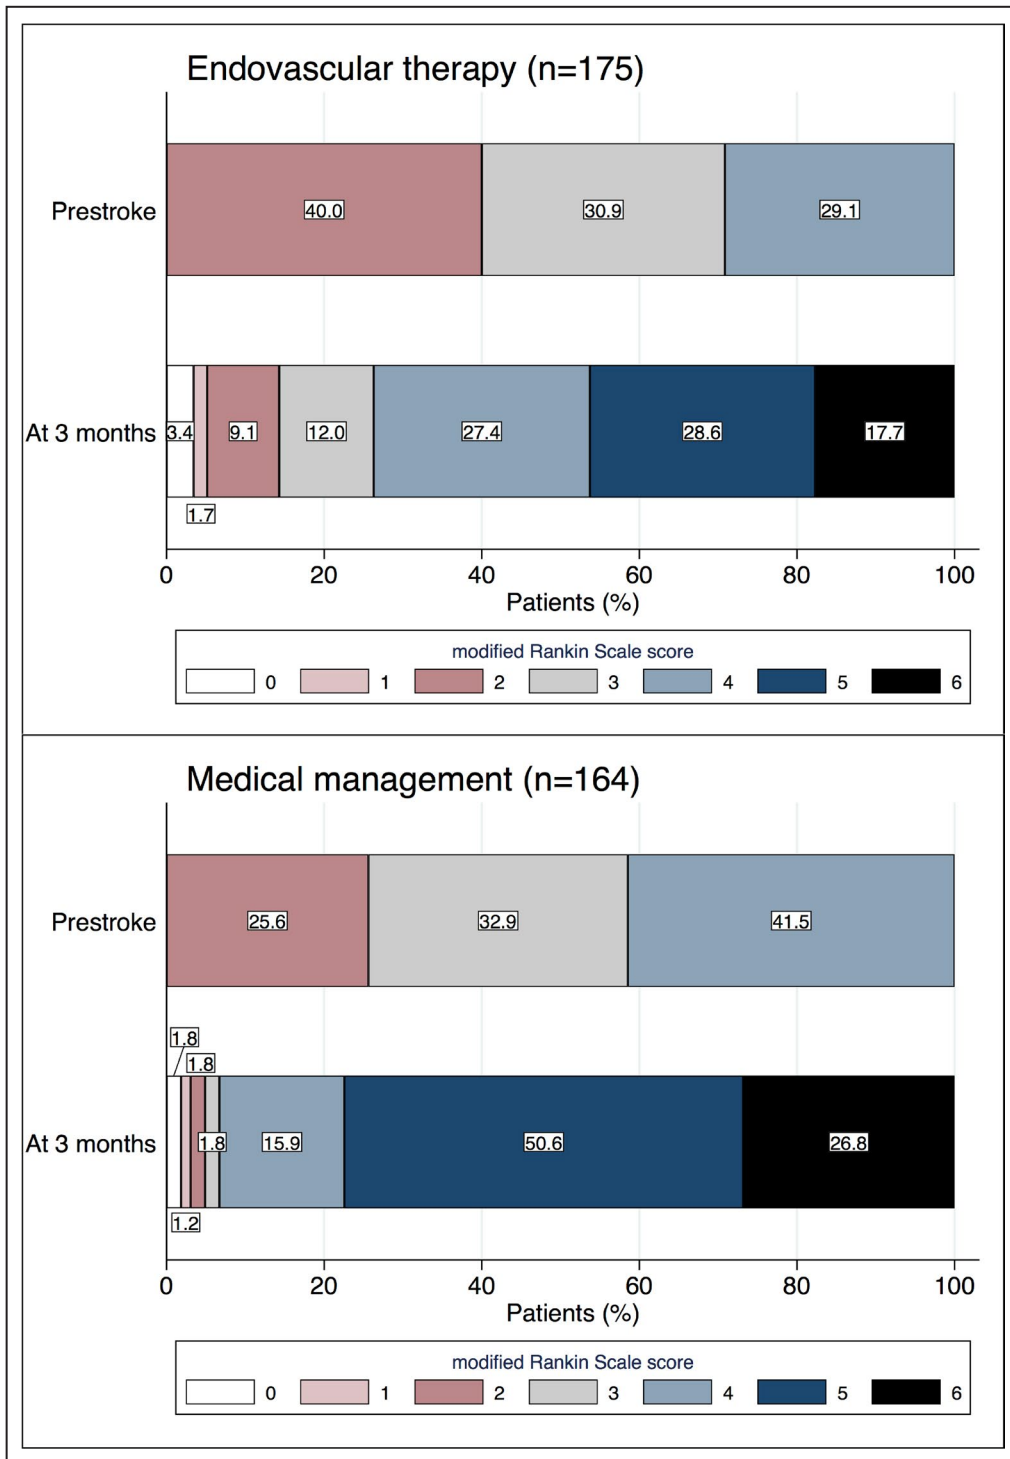 Endovascular therapy (n=175)
Prestroke
40.0
30.9
29.1
At 3 months
3.4
9.1
12.0
27.4
28.6
17.7
1.7
0 20 40 60 80 100
Patients (%)
modified Rankin Scale score
0 1 2 3 4 5 6
Medical management (n=164)
Prestroke
25.6
32.9
41.5
1.8
1.8
At 3 months
1.8
15.9
50.6
26.8
1.2
0 20 40 60 80 100
Patients (%)
modified Rankin Scale score
0 1 2 3 4 5 6